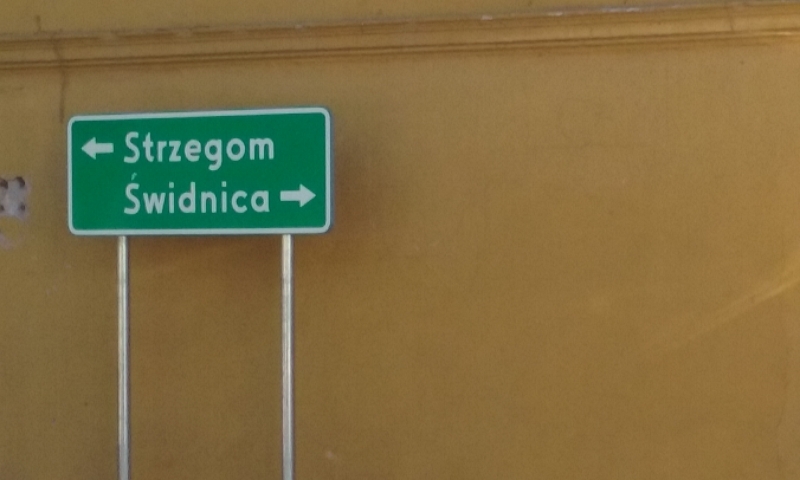 ← Strzegom
Świdnica →